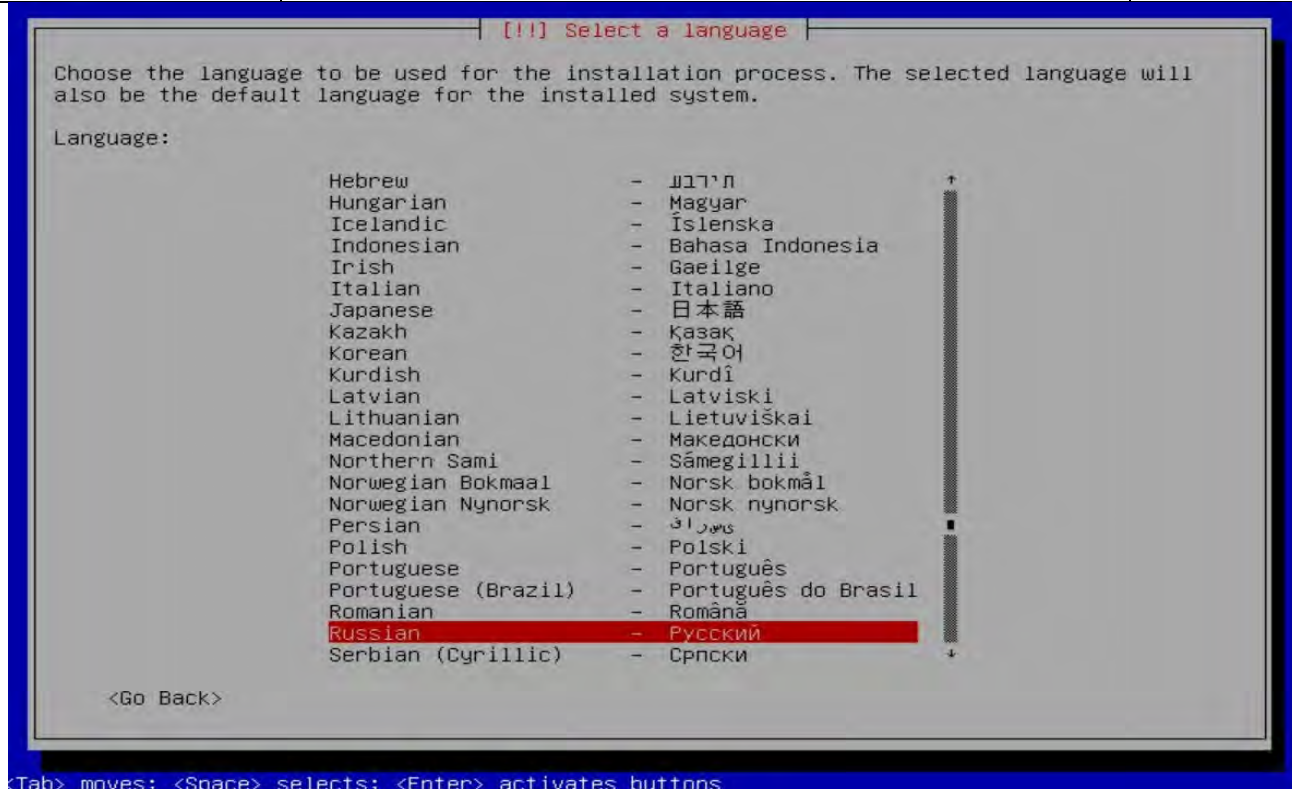 [!!] Select a language
Choose the language to be used for the installation process. The selected language will
also be the default language for the installed system.
Language:
Hebrew - עברית
Hungarian - Magyar
Icelandic - Íslenska
Indonesian - Bahasa Indonesia
Irish - Gaeilge
Italian - Italiano
Japanese - 日本語
Kazakh - Қазақ
Korean - 한국어
Kurdish - Kurdî
Latvian - Latviski
Lithuanian - Lietuviškai
Macedonian - Македонски
Northern Sami - Sámegillii
Norwegian Bokmaal - Norsk bokmål
Norwegian Nynorsk - Norsk nynorsk
Persian - فارسی
Polish - Polski
Portuguese - Português
Portuguese (Brazil) - Português do Brasil
Romanian - Română
Russian - Русский
Serbian (Cyrillic) - Српски
<Go Back>
<Tab> moves; <Space> selects; <Enter> activates buttons